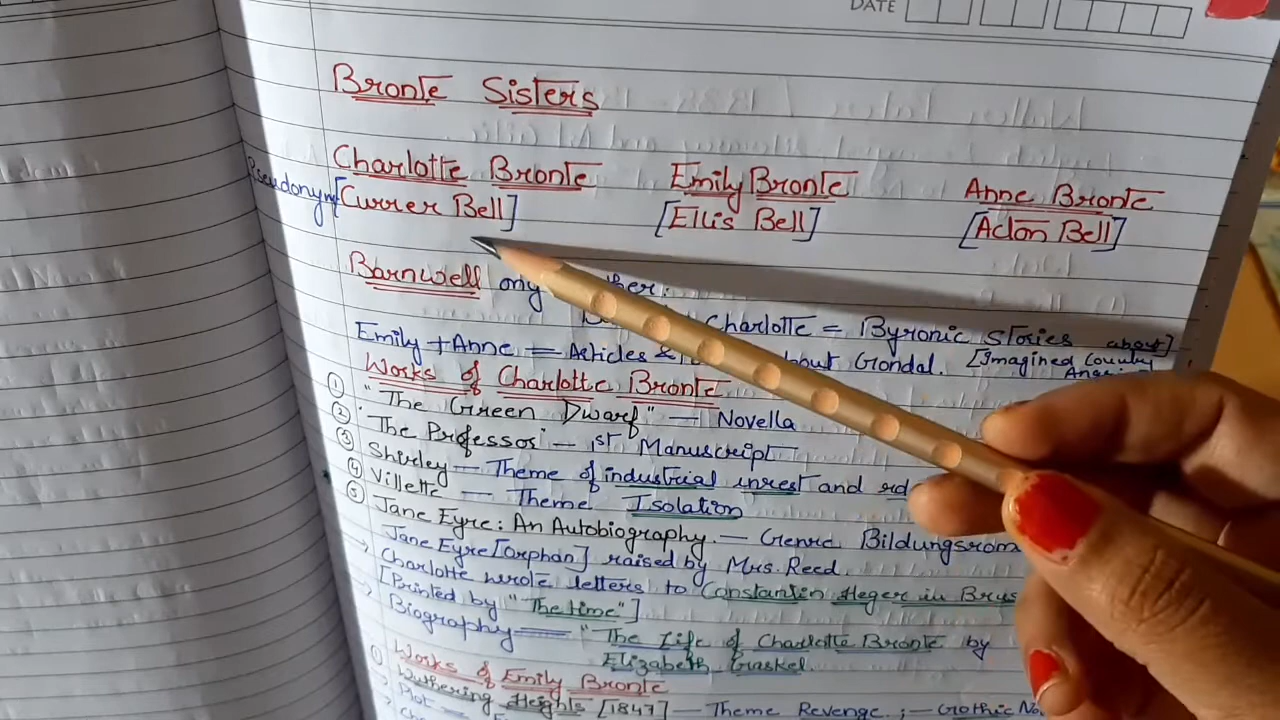 DATE
Bronte Sisters
Charlotte Bronte Emily Bronte Anne Bronte
Pseudonym [Currer Bell] [Ellis Bell] [Acton Bell]
Barnwell only
Charlotte = Byronic stories about]
Emily + Anne = Articles & about Gondal. [Imagined Country
Works of Charlotte Bronte
① "The Green Dwarf" — Novella
② "The Professor — 1st Manuscript
③ Shirley — Theme of industrial unrest and
④ Villette — Theme Isolation
⑤ Jane Eyre: An Autobiography. — Genre Bildungsrom
Jane Eyre [orphan] raised by Mrs. Reed.
Charlotte wrote letters to Constantin Heger in Brus
[Printed by "The time"]
Biography — "The Life of Charlotte Bronte by
Elizabeth Gaskel.
Works of Emily Bronte
① Wuthering Heights [1847] — Theme Revenge ; — Gothic No
Plot —